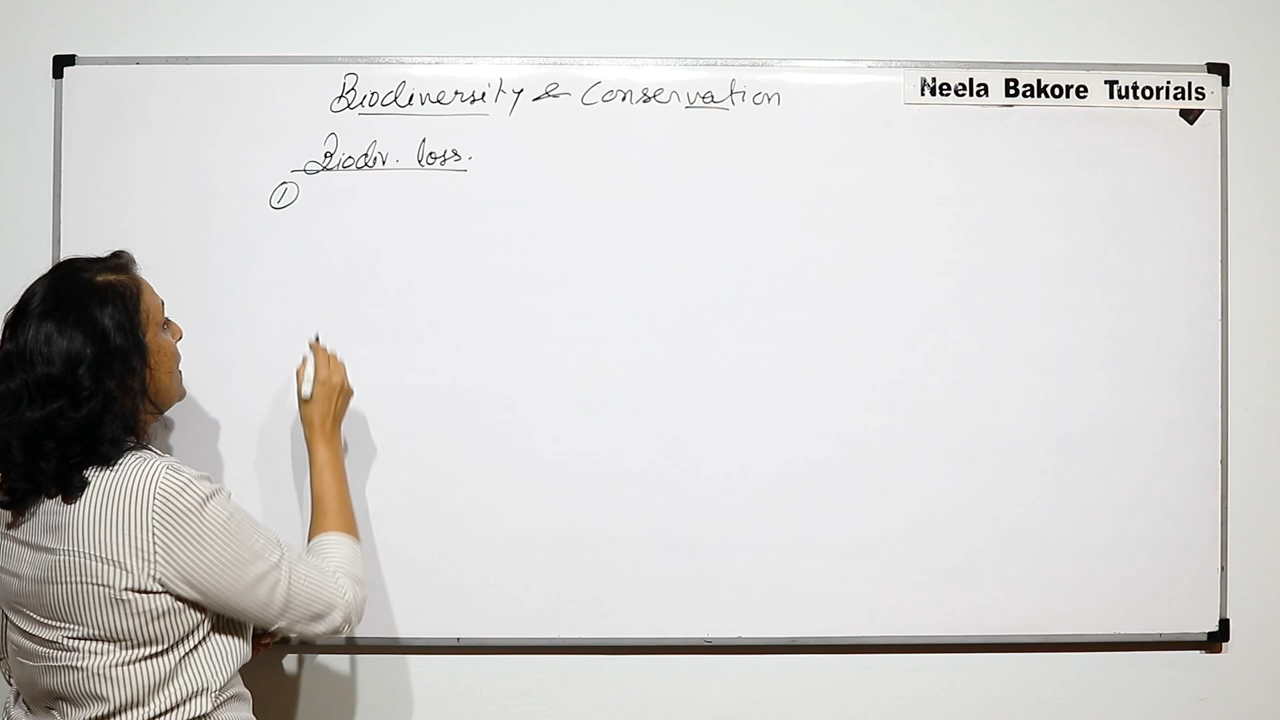 Biodiversity & Conservation
Neela Bakore Tutorials
Biodiv. loss.
①